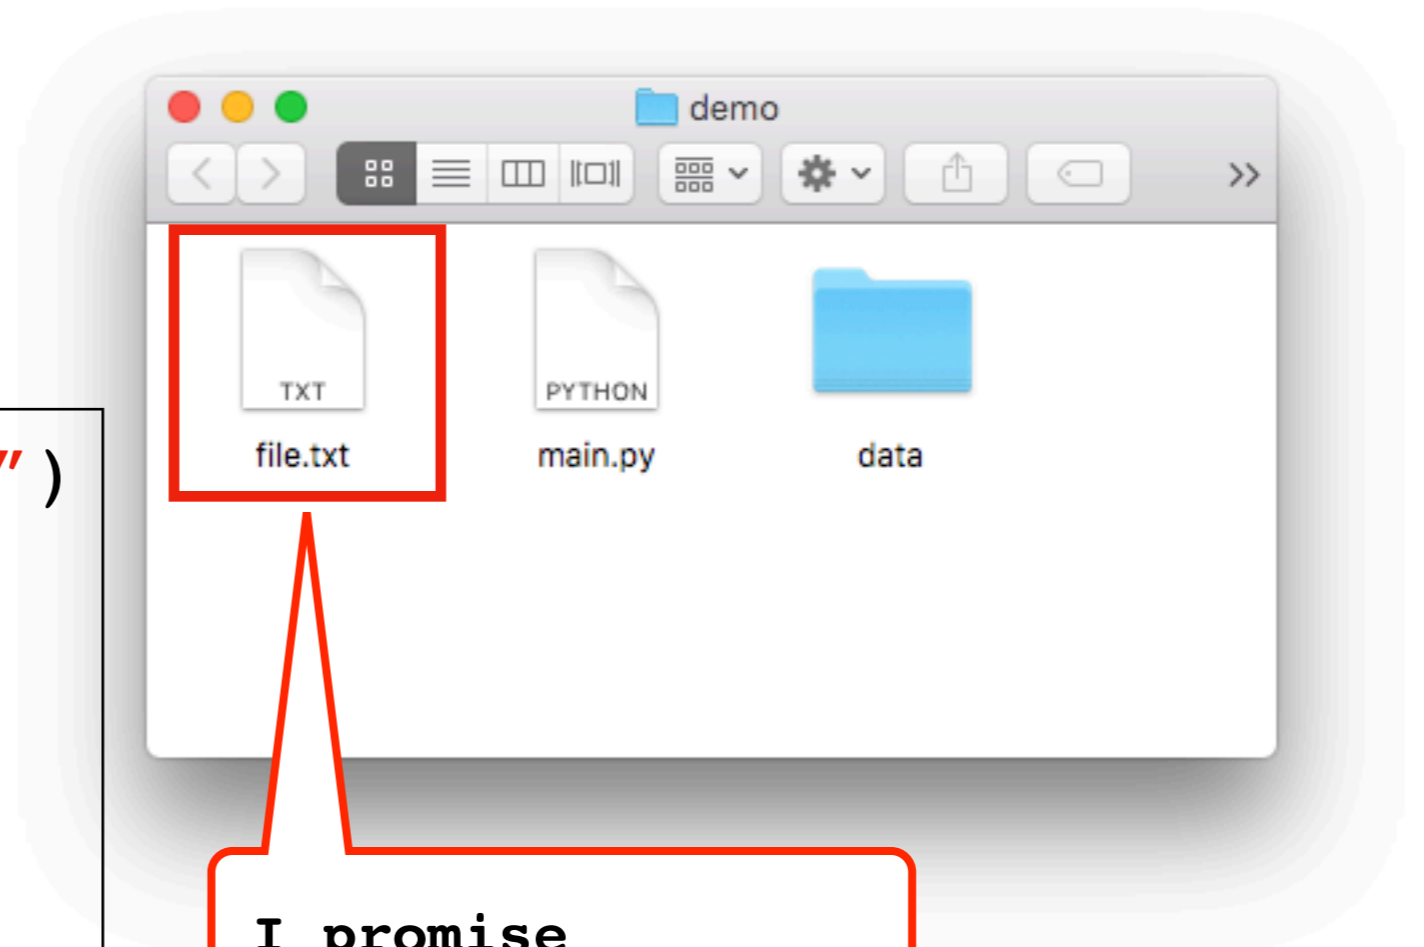 demo
TXT
PYTHON
file.txt
main.py
data
")
I promise